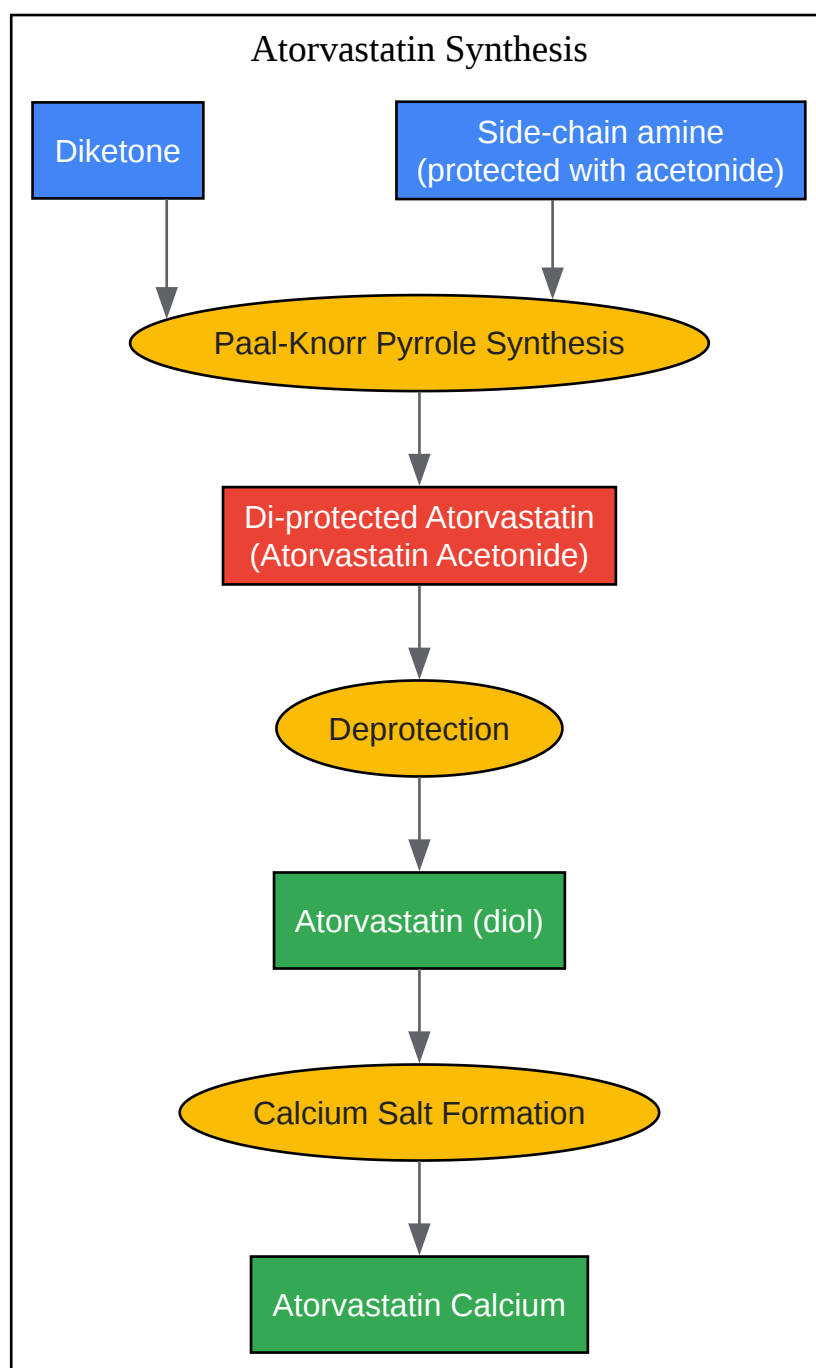 Atorvastatin Synthesis
Diketone
Side-chain amine
(protected with acetonide)
Paal-Knorr Pyrrole Synthesis
Di-protected Atorvastatin
(Atorvastatin Acetonide)
Deprotection
Atorvastatin (diol)
Calcium Salt Formation
Atorvastatin Calcium